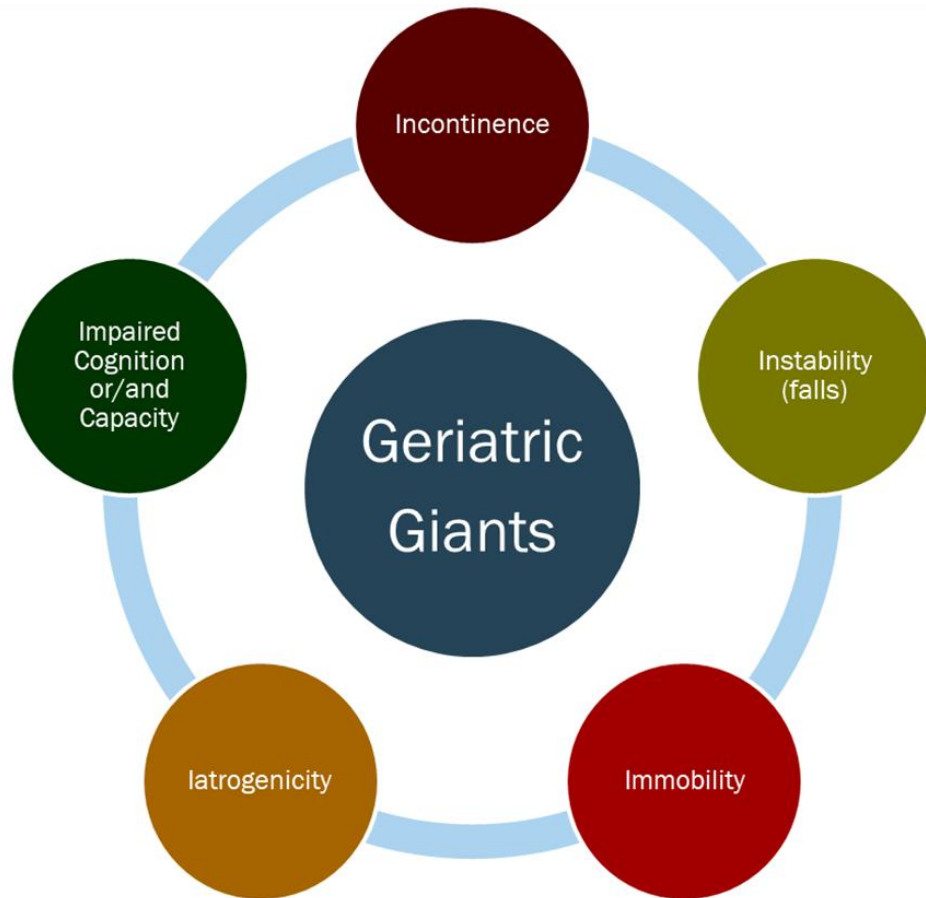 Incontinence
Instability
(falls)
Immobility
Iatrogenicity
Impaired
Cognition
or/and
Capacity
Geriatric
Giants